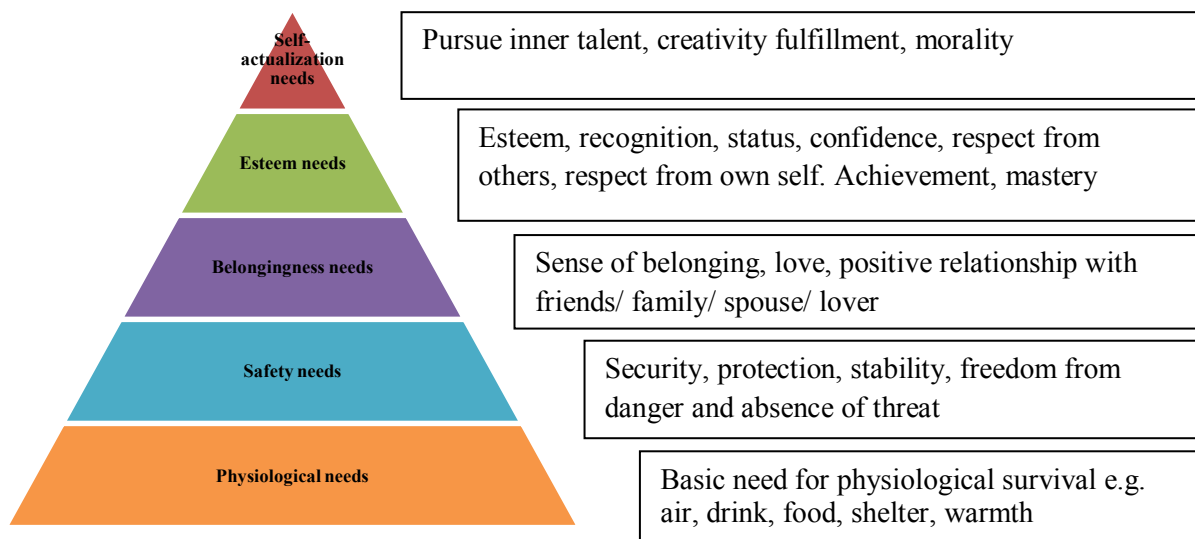 Self-
actualization
needs
Pursue inner talent, creativity fulfillment, morality
Esteem needs
Esteem, recognition, status, confidence, respect from
others, respect from own self. Achievement, mastery
Belongingness needs
Sense of belonging, love, positive relationship with
friends/ family/ spouse/ lover
Safety needs
Security, protection, stability, freedom from
danger and absence of threat
Physiological needs
Basic need for physiological survival e.g.
air, drink, food, shelter, warmth